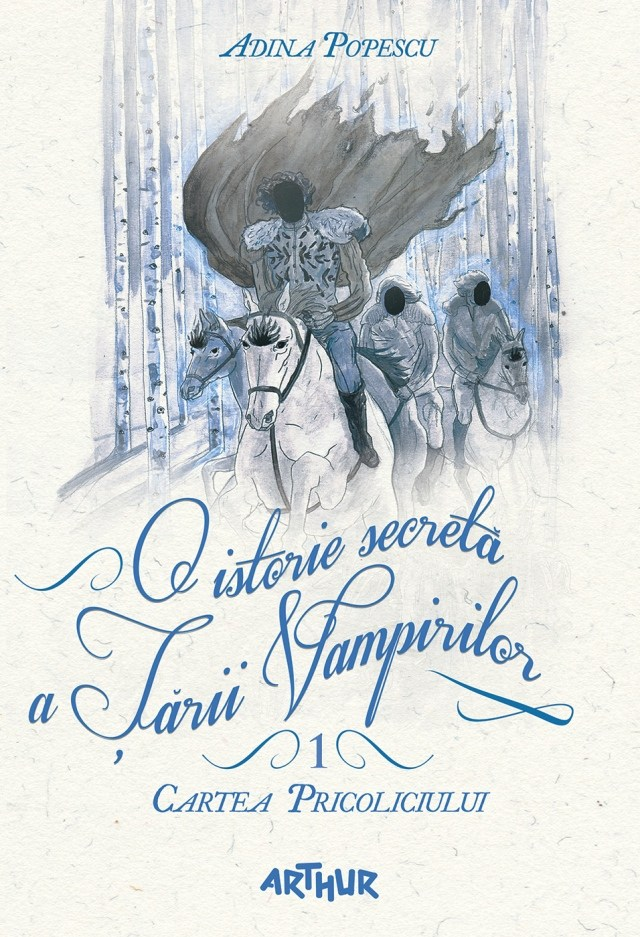 ADINA POPESCU
O istorie secretă
a Țării Vampirilor
1
CARTEA PRICOLICIULUI
ARTHUR